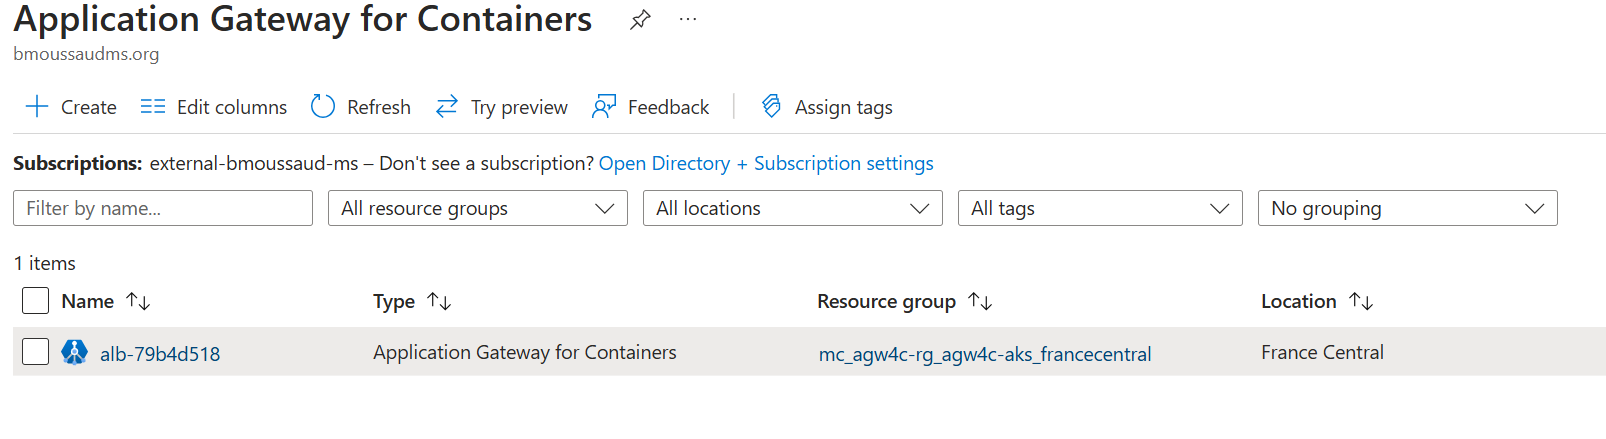 Application Gateway for Containers
bmoussaudms.org
Create Edit columns Refresh Try preview Feedback Assign tags
Subscriptions: external-bmoussaud-ms – Don't see a subscription? Open Directory + Subscription settings
Filter by name... All resource groups All locations All tags No grouping
1 items
Name Type Resource group Location
alb-79b4d518 Application Gateway for Containers mc_agw4c-rg_agw4c-aks_francecentral France Central